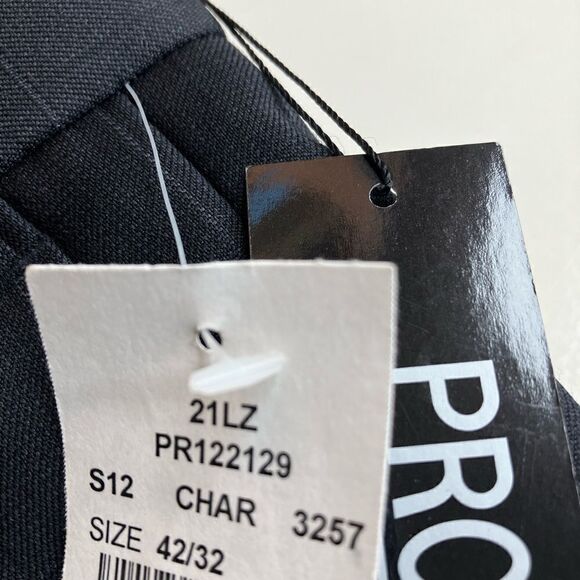 21LZ
PR122129
S12 CHAR 3257
SIZE 42/32
PRO